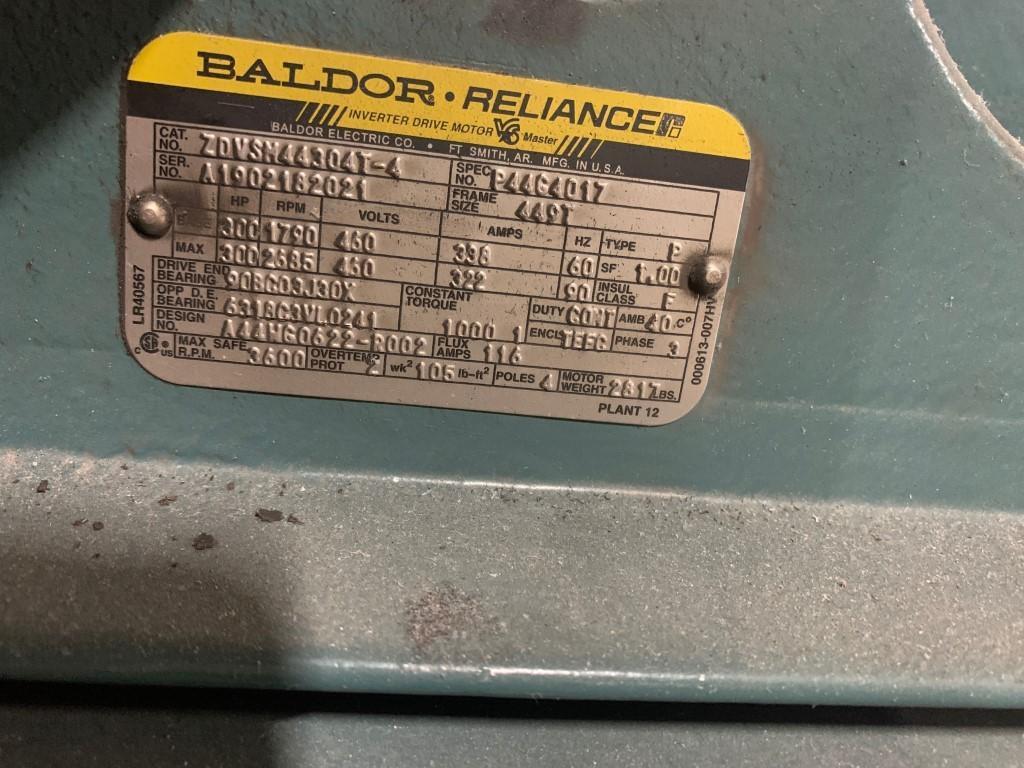 BALDOR • RELIANCE
INVERTER DRIVE MOTOR VS Master
BALDOR ELECTRIC CO. • FT SMITH, AR. MFG. IN U.S.A.
CAT. NO. ZDVSM44304T-4 SPEC NO. P44G4017
SER. NO. A1902182021 FRAME SIZE 449T
HP RPM VOLTS AMPS HZ TYPE P
300 1790 460 338 60 SF 1.00
MAX 300 2685 460 322 90 INSUL CLASS F
DRIVE END BEARING 90BC03J30X CONSTANT TORQUE 1000 1 DUTY CONT AMB 40 C°
OPP D.E. BEARING 6318C3VL0241 ENCL TEFC PHASE 3
DESIGN NO. A44WG0622-R002 FLUX AMPS 116
MAX SAFE R.P.M. 3600 OVERTEMP PROT 2 wk² 105 lb-ft² POLES 4 MOTOR WEIGHT 2817 LBS.
PLANT 12
LR40567
C US